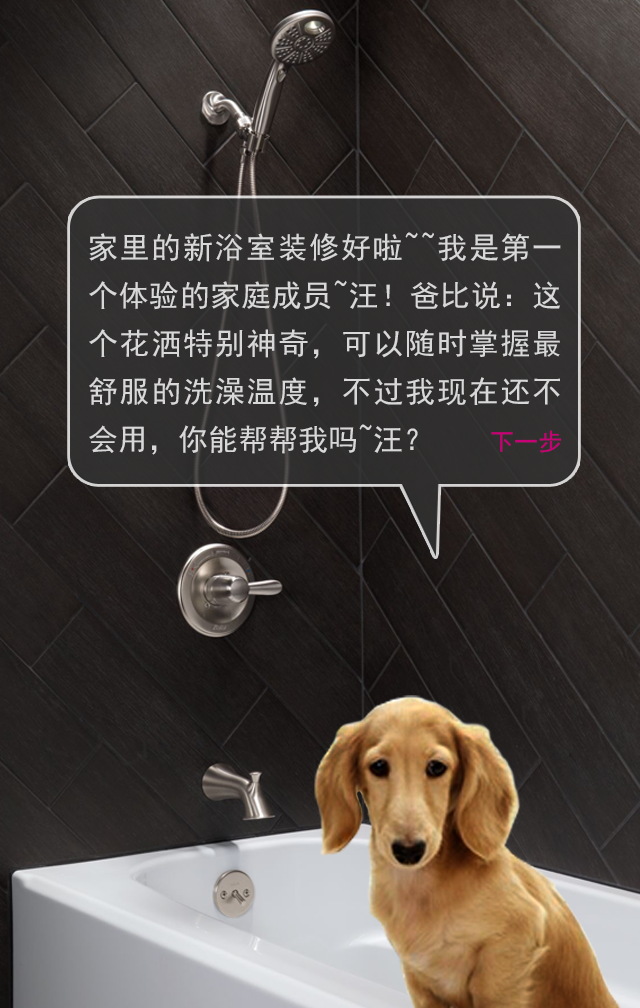 家里的新浴室装修好啦~~我是第一
个体验的家庭成员~汪！爸比说：这
个花洒特别神奇，可以随时掌握最
舒服的洗澡温度，不过我现在还不
会用，你能帮帮我吗~汪？
下一步